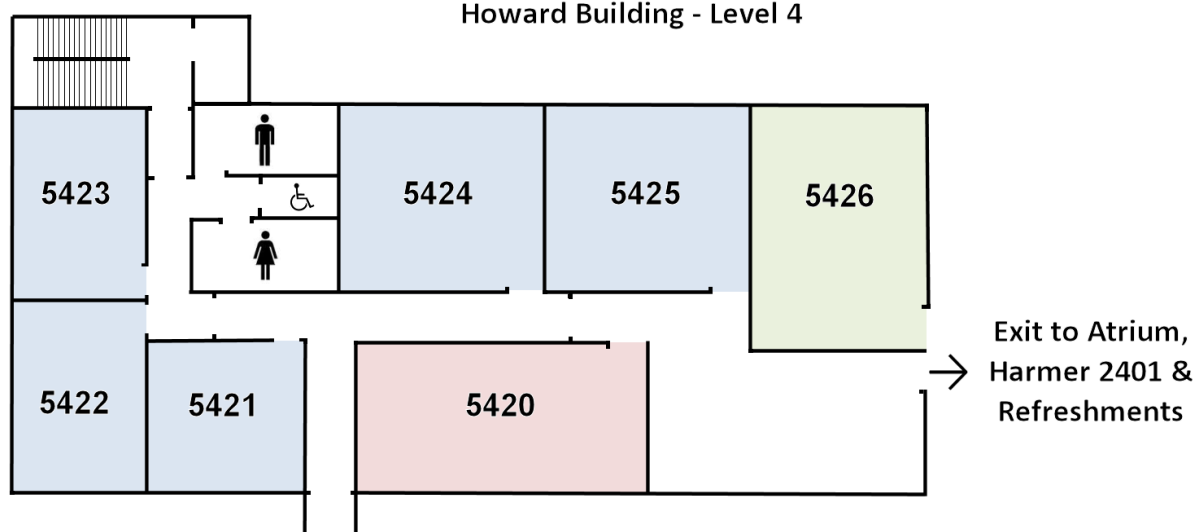 Howard Building - Level 4
5423
5424
5425
5426
5422
5421
5420
Exit to Atrium,
Harmer 2401 &
Refreshments